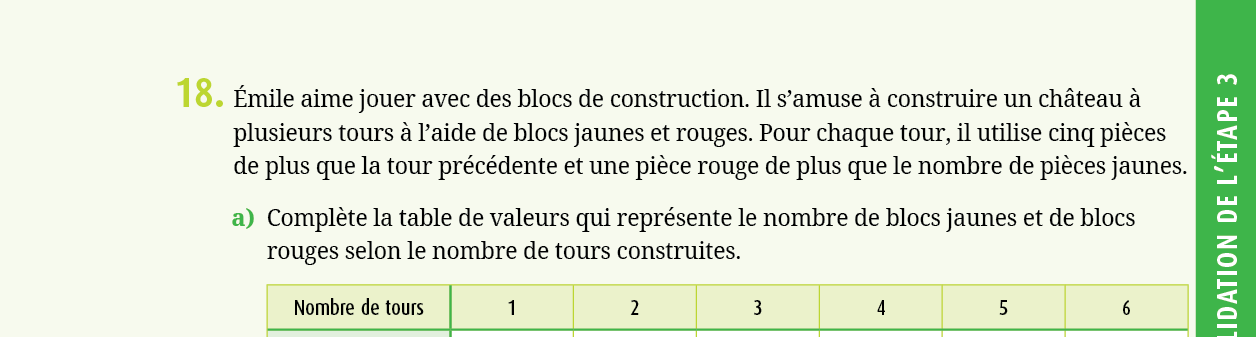 18. Émile aime jouer avec des blocs de construction. Il s’amuse à construire un château à
plusieurs tours à l’aide de blocs jaunes et rouges. Pour chaque tour, il utilise cinq pièces
de plus que la tour précédente et une pièce rouge de plus que le nombre de pièces jaunes.
a) Complète la table de valeurs qui représente le nombre de blocs jaunes et de blocs
rouges selon le nombre de tours construites.
Nombre de tours 1 2 3 4 5 6
DE L’ÉTAPE 3